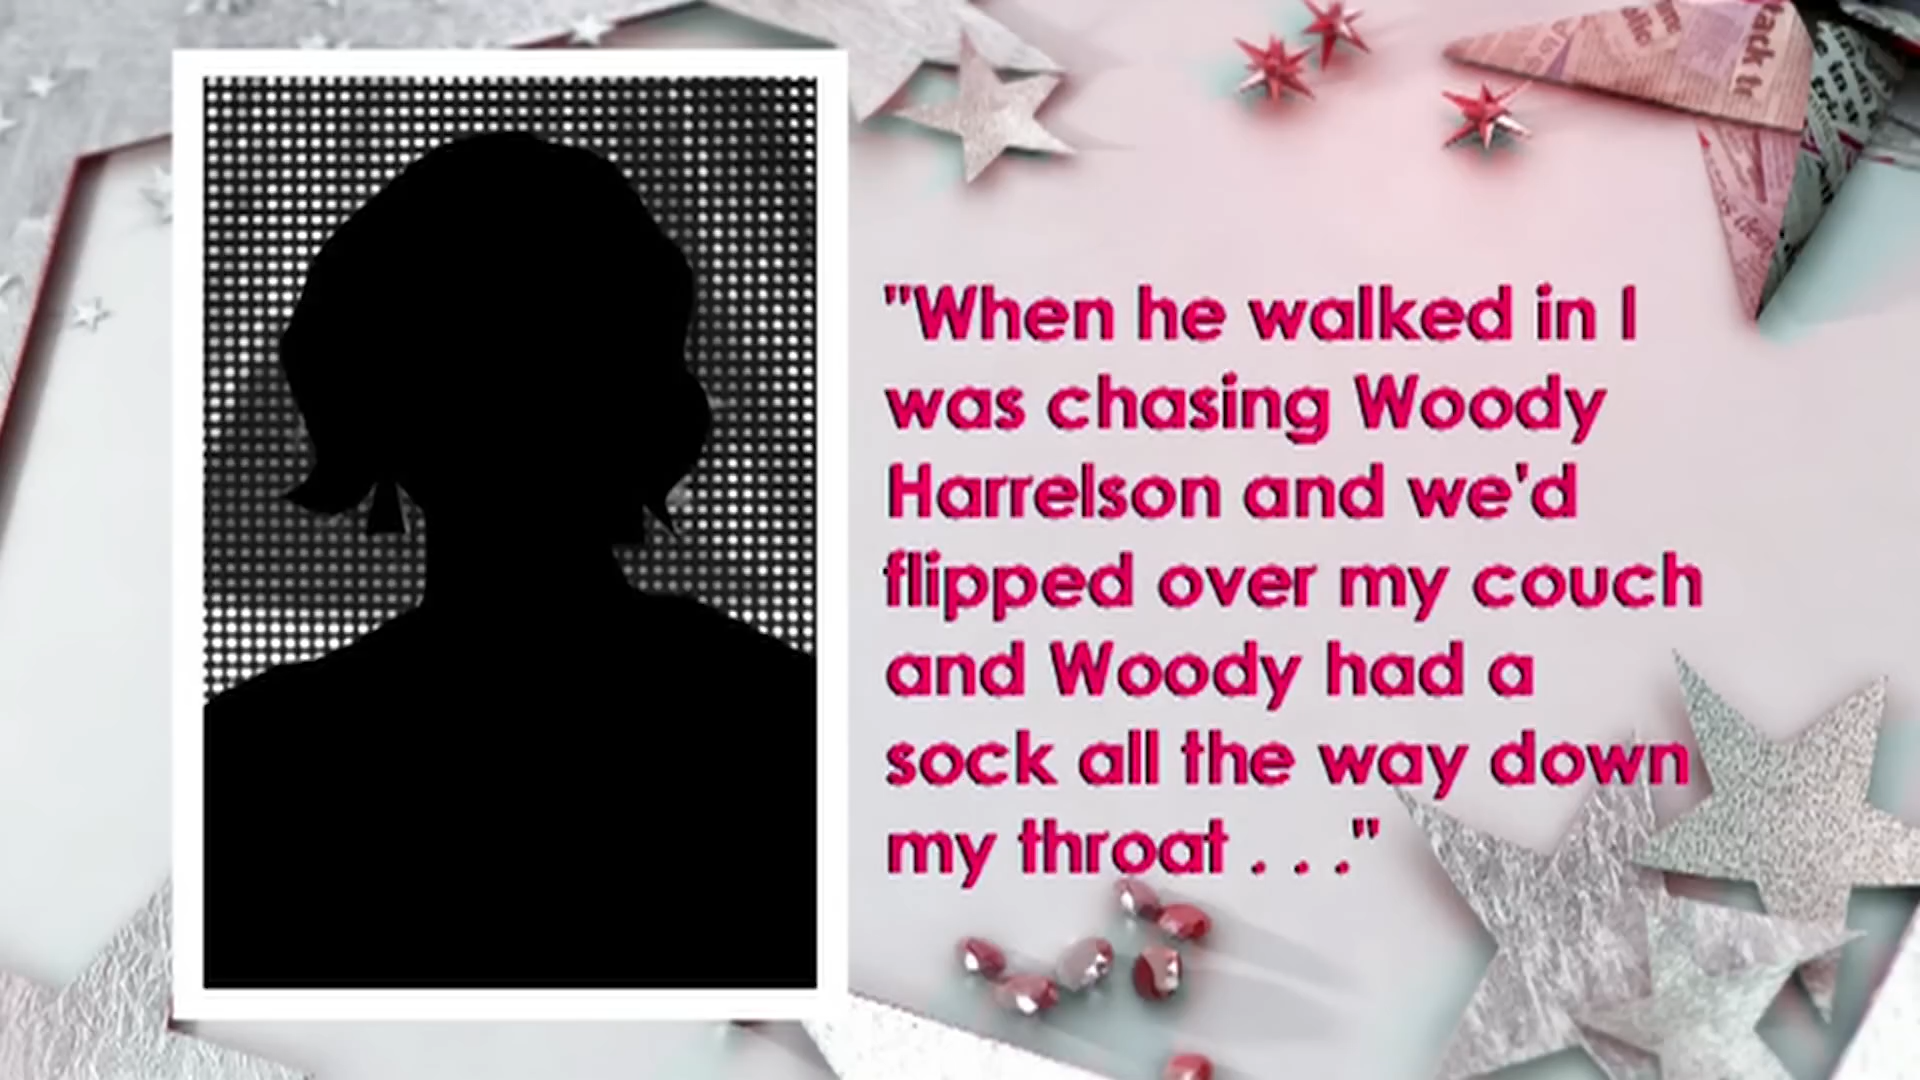 "When he walked in I
was chasing Woody
Harrelson and we'd
flipped over my couch
and Woody had a
sock all the way down
my throat . . ."